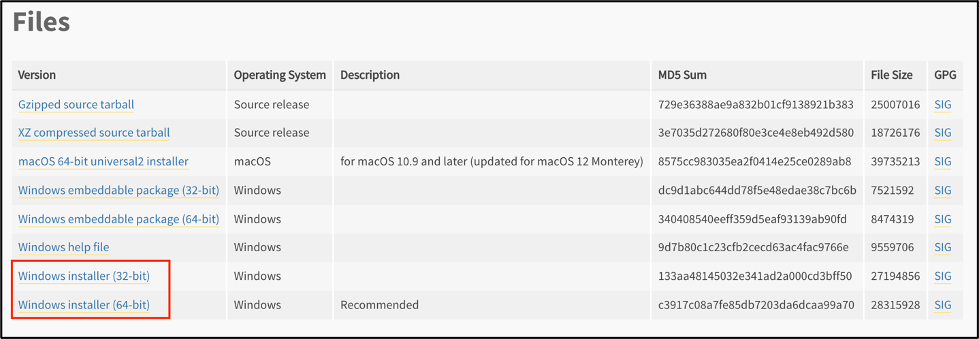 Files
Version Operating System Description MD5 Sum File Size GPG
Gzipped source tarball Source release 729e36388ae9a832b01cf9138921b383 25007016 SIG
XZ compressed source tarball Source release 3e7035d272680f80e3ce4e8eb492d580 18726176 SIG
macOS 64-bit universal2 installer macOS for macOS 10.9 and later (updated for macOS 12 Monterey) 8575cc983035ea2f0414e25ce0289ab8 39735213 SIG
Windows embeddable package (32-bit) Windows dc9d1abc644dd78f5e48edae38c7bc6b 7521592 SIG
Windows embeddable package (64-bit) Windows 340408540eeff359d5eaf93139ab90fd 8474319 SIG
Windows help file Windows 9d7b80c1c23cfb2cecd63ac4fac9766e 9559706 SIG
Windows installer (32-bit) Windows 133aa48145032e341ad2a000cd3bff50 27194856 SIG
Windows installer (64-bit) Windows Recommended c3917c08a7fe85db7203da6dcaa99a70 28315928 SIG